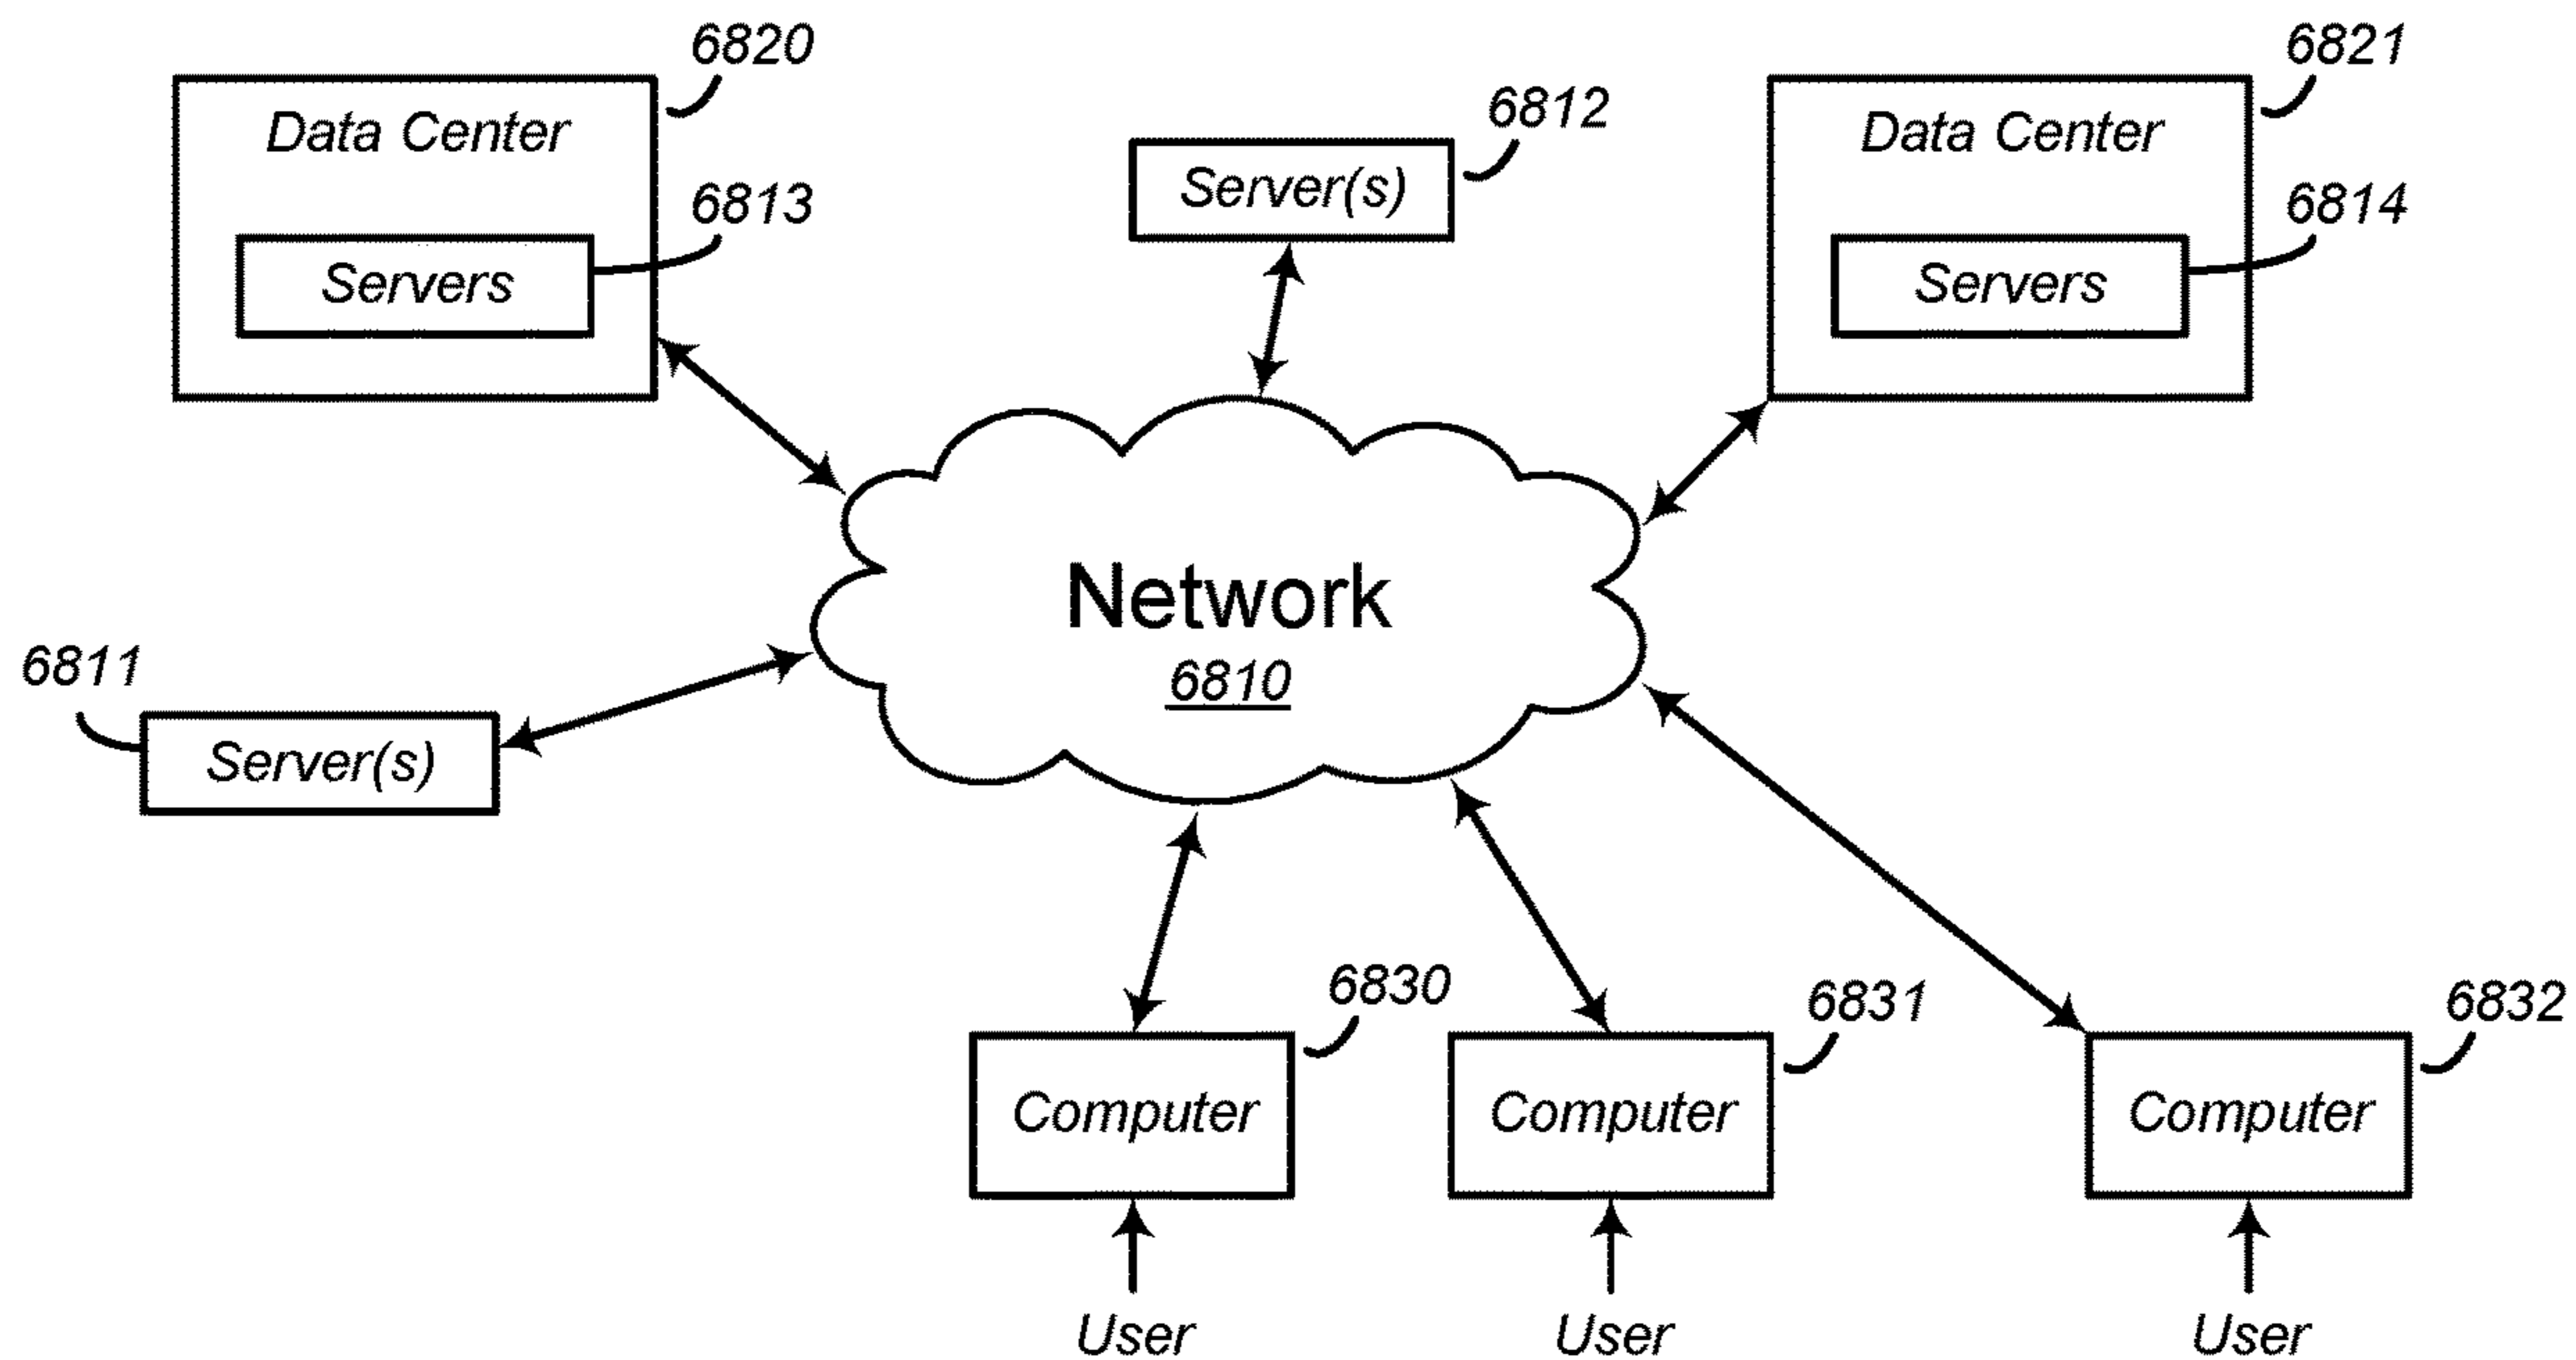 6820
6821
Data Center
6812
Data Center
6813
Server(s)
6814
Servers
Servers
Network
6811
6810
Server(s)
6830
6831
6832
Computer
Computer
Computer
User
User
User